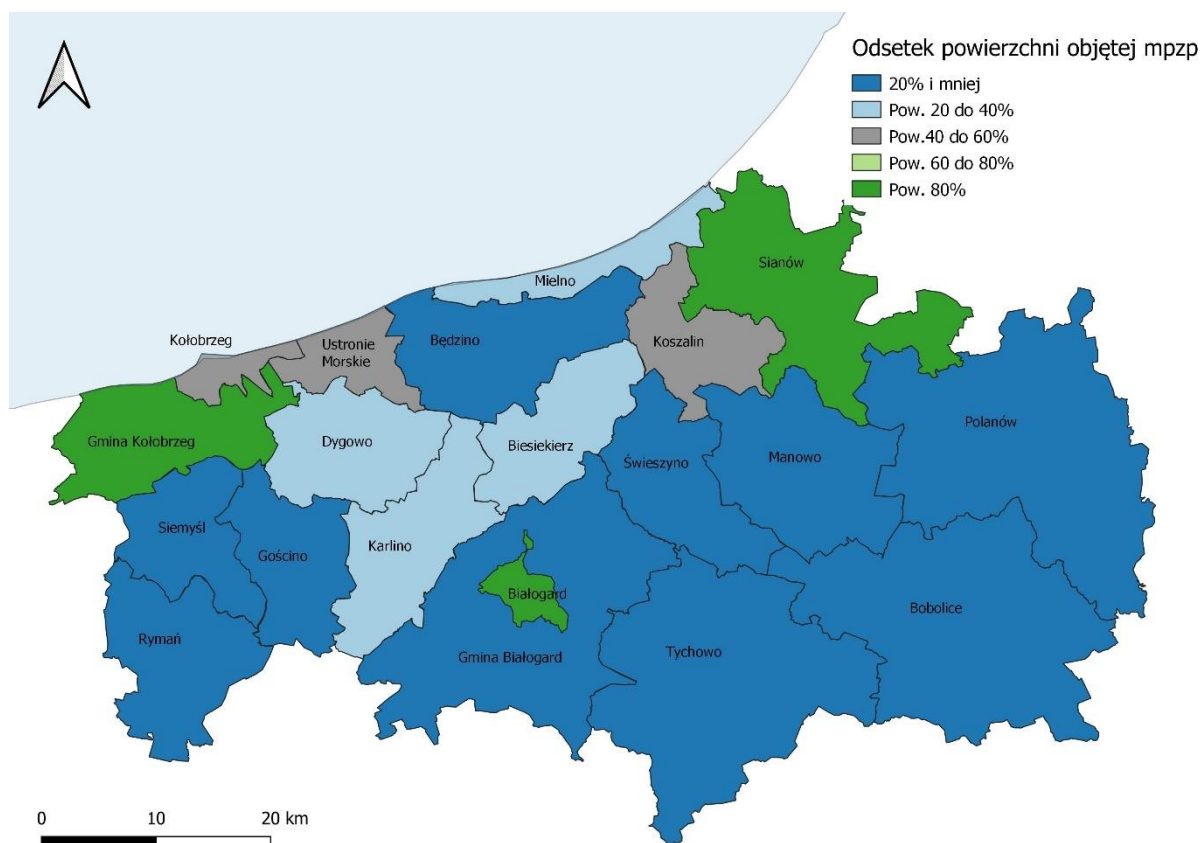 Odsetek powierzchni objętej mpzp
20% i mniej
Pow. 20 do 40%
Pow.40 do 60%
Pow. 60 do 80%
Pow. 80%
Sianów
Mielno
Kołobrzeg
Ustronie
Morskie
Będzino
Koszalin
Gmina Kołobrzeg
Dygowo
Biesiekierz
Świeszyno
Manowo
Polanów
Siemyśl
Gościno
Karlino
Białogard
Bobolice
Rymań
Gmina Białogard
Tychowo
0 10 20 km